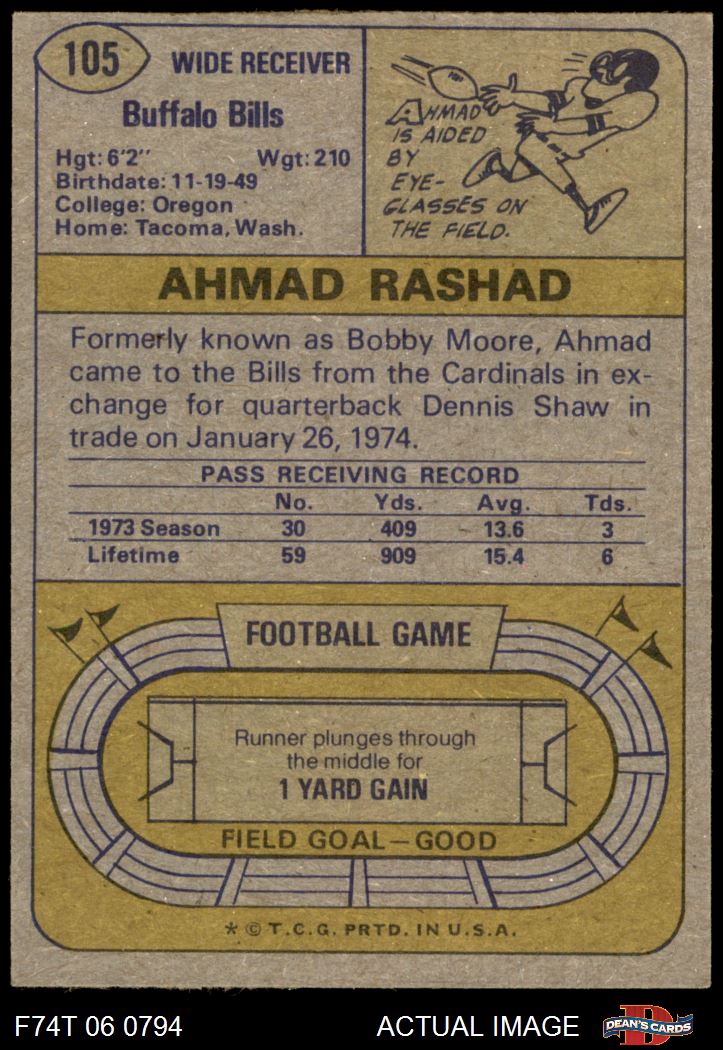 105
WIDE RECEIVER
Buffalo Bills
Hgt: 6'2" Wgt: 210
Birthdate: 11-19-49
College: Oregon
Home: Tacoma, Wash.
AHMAD
IS AIDED
BY
EYE-
GLASSES ON
THE FIELD.
AHMAD RASHAD
Formerly known as Bobby Moore, Ahmad
came to the Bills from the Cardinals in ex-
change for quarterback Dennis Shaw in
trade on January 26, 1974.
PASS RECEIVING RECORD
No. Yds. Avg. Tds.
1973 Season 30 409 13.6 3
Lifetime 59 909 15.4 6
FOOTBALL GAME
Runner plunges through
the middle for
1 YARD GAIN
FIELD GOAL—GOOD
* © T.C.G. PRTD. IN U.S.A.
F74T 06 0794 ACTUAL IMAGE
D
DEAN'S CARDS